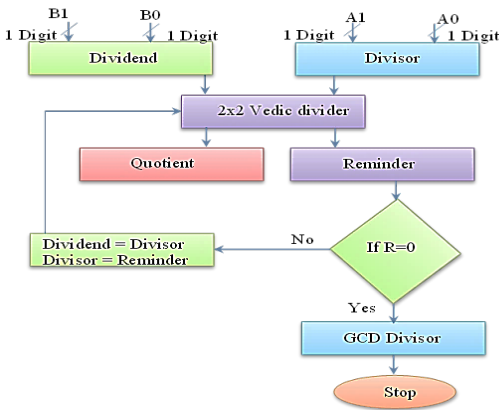 B1 B0 A1 A0
1 Digit 1 Digit 1 Digit 1 Digit
Dividend Divisor
2x2 Vedic divider
Quotient Reminder
If R=0
No
Dividend = Divisor
Divisor = Reminder
Yes
GCD Divisor
Stop